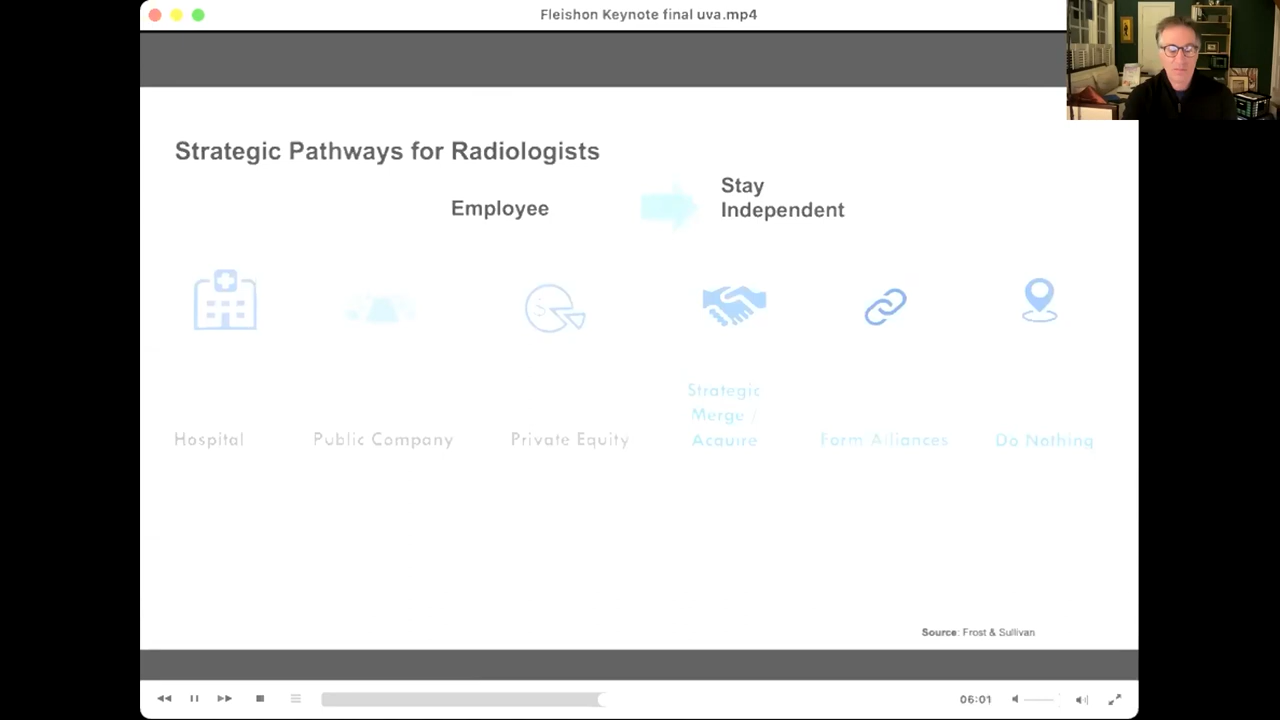 Fleishon Keynote final uva.mp4
Strategic Pathways for Radiologists
Employee
Stay
Independent
Hospital
Public Company
Private Equity
Strategic
Merge /
Acquire
Form Alliances
Do Nothing
Source: Frost & Sullivan
06:01